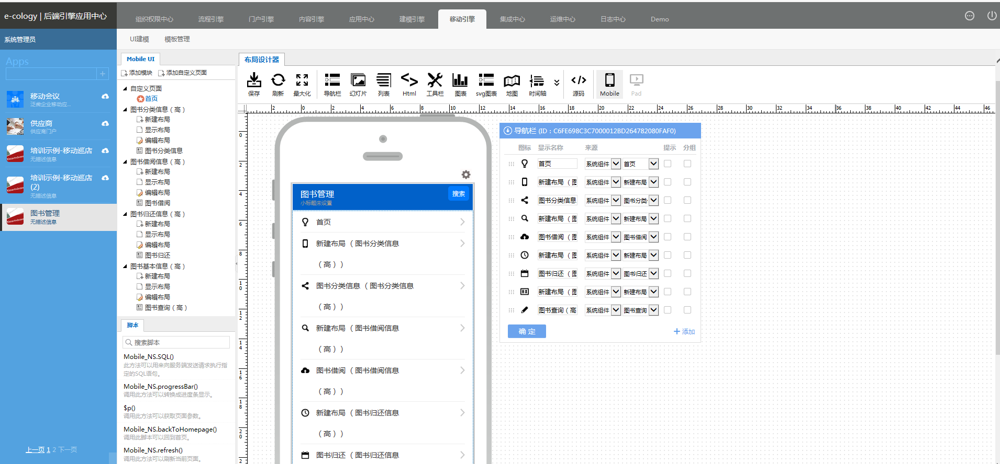 e-cology | 后端引擎应用中心
组织权限中心 流程引擎 门户引擎 内容引擎 应用中心 建模引擎 移动引擎 集成中心 运维中心 日志中心 Demo
系统管理员
UI建模 模板管理
Apps
移动会议
泛微企业移动应...
供应商
供应商门户
培训示例-移动巡店
无描述信息
培训示例-移动巡店
(2)
无描述信息
图书管理
无描述信息
上一页 1 2 下一页
Mobile UI
添加模块 添加自定义页面
自定义页面
首页
图书分类信息（高）
新建布局
显示布局
编辑布局
图书分类信息
图书借阅信息（高）
新建布局
显示布局
编辑布局
图书借阅
图书归还信息（高）
新建布局
显示布局
编辑布局
图书归还
图书基本信息（高）
新建布局
显示布局
编辑布局
图书查询（高）
脚本
搜索脚本
Mobile_NS.SQL()
此方法可以用来向服务端发送请求执行指
定的SQL语句。
Mobile_NS.progressBar()
调用此方法可以转换成进度条显示。
$p()
调用此方法可以获取页面参数。
Mobile_NS.backToHomepage()
调用此脚本可以回到首页。
Mobile_NS.refresh()
调用此方法可以刷新当前页面。
布局设计器
保存 刷新 最大化 导航栏 幻灯片 列表 Html 工具栏 图表 svg图表 地图 时间轴 源码 Mobile Pad
2 0 2 4 6 8 10 12 14 16 18 20 22 24 26 28 30 32 34 36 38 40 42 44 46
0
2
4
6
8
10
12
14
16
18
20
2
图书管理
小标题未设置
搜索
首页
新建布局（图书分类信息
（高））
图书分类信息（图书分类信息
（高））
新建布局（图书借阅信息
（高））
图书借阅（图书借阅信息
（高））
新建布局（图书归还信息
（高））
图书归还（图书归还信息
导航栏 (ID：C6FE698C3C7000012BD264782080FAF0)
图标 显示名称 来源 提示 分组
首页 系统组件 首页
新建布局（图 系统组件 新建布局
图书分类信息 系统组件 图书分类
新建布局（图 系统组件 新建布局
图书借阅（图 系统组件 图书借阅
新建布局（图 系统组件 新建布局
图书归还（图 系统组件 图书归还
新建布局（图 系统组件 新建布局
图书查询（高 系统组件 图书查询
确 定
添加